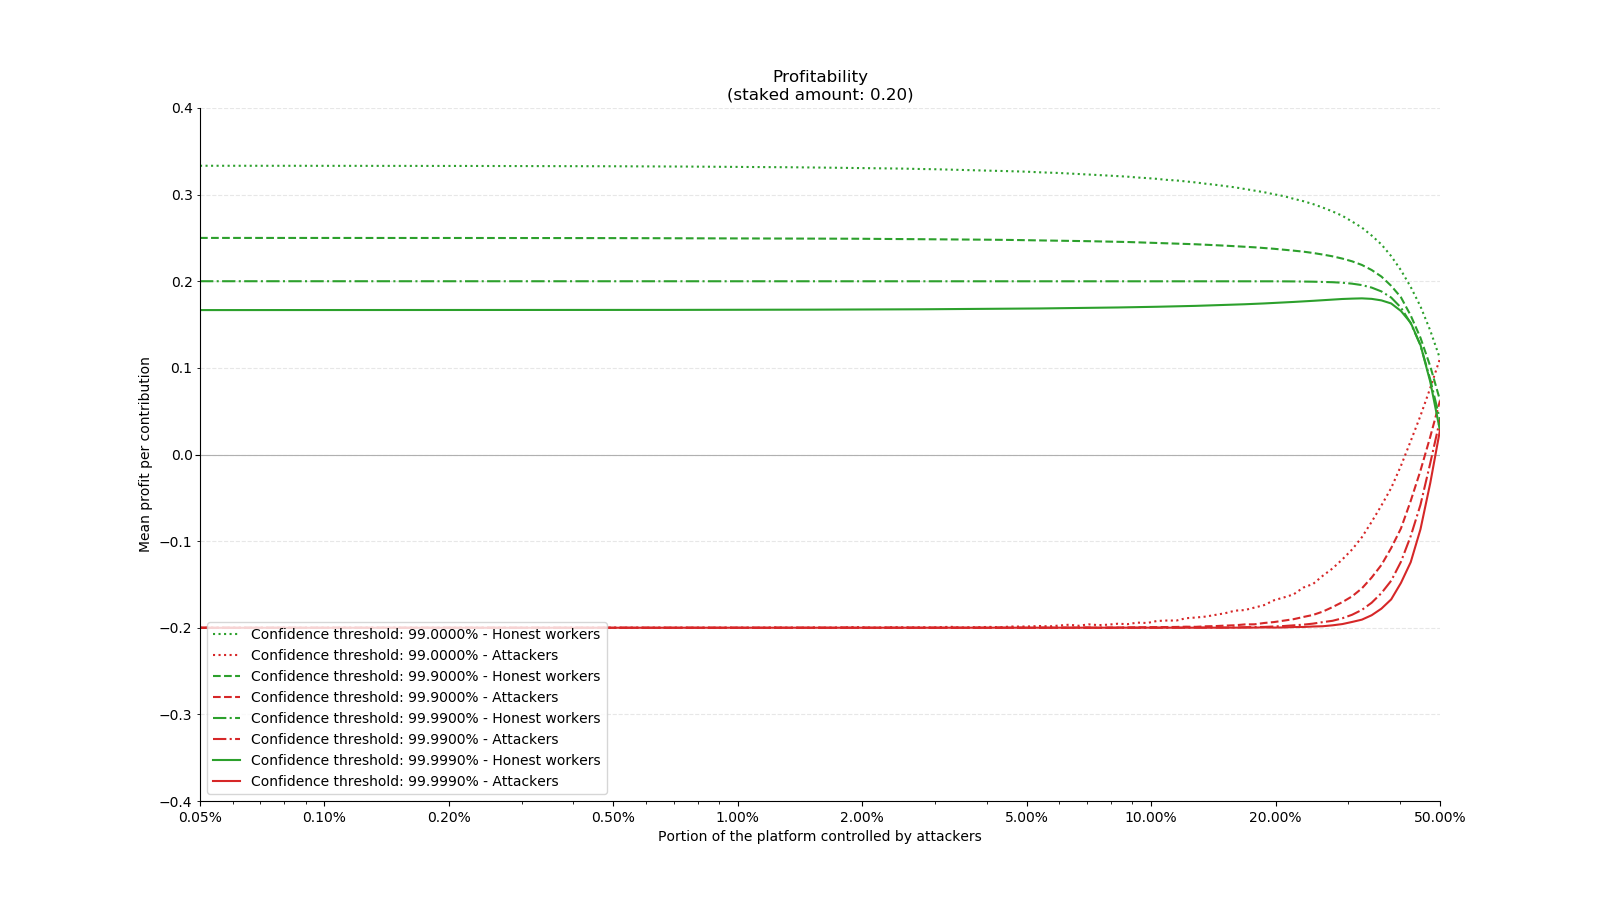 Profitability
(staked amount: 0.20)
0.4
0.3
0.2
0.1
0.0
−0.1
−0.2
−0.3
−0.4
Mean profit per contribution
Confidence threshold: 99.0000% - Honest workers
Confidence threshold: 99.0000% - Attackers
Confidence threshold: 99.9000% - Honest workers
Confidence threshold: 99.9000% - Attackers
Confidence threshold: 99.9900% - Honest workers
Confidence threshold: 99.9900% - Attackers
Confidence threshold: 99.9990% - Honest workers
Confidence threshold: 99.9990% - Attackers
0.05% 0.10% 0.20% 0.50% 1.00% 2.00% 5.00% 10.00% 20.00% 50.00%
Portion of the platform controlled by attackers